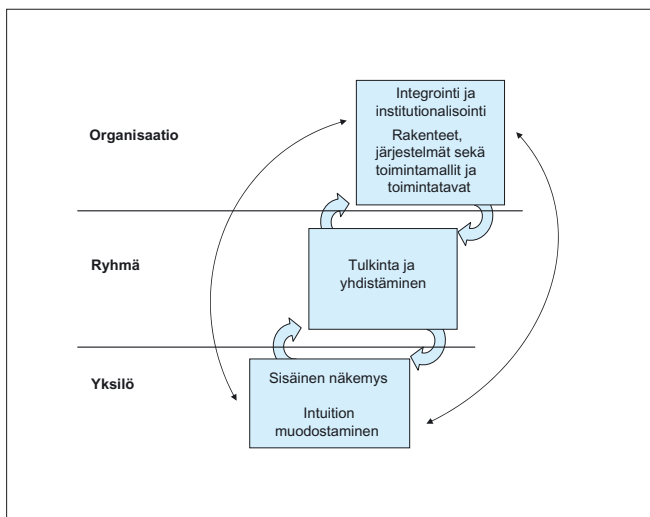 Organisaatio
Integrointi ja
institutionalisointi
Rakenteet,
järjestelmät sekä
toimintamallit ja
toimintatavat
Ryhmä
Tulkinta ja
yhdistäminen
Yksilö
Sisäinen näkemys
Intuition
muodostaminen